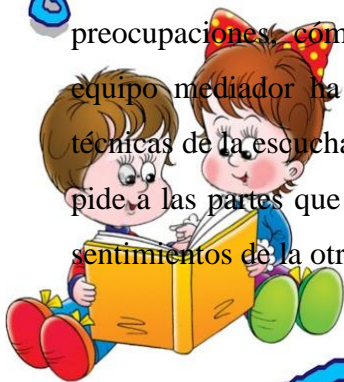 preocupaciones, cóm
equipo mediador ha
técnicas de la escucha
pide a las partes que
sentimientos de la otr